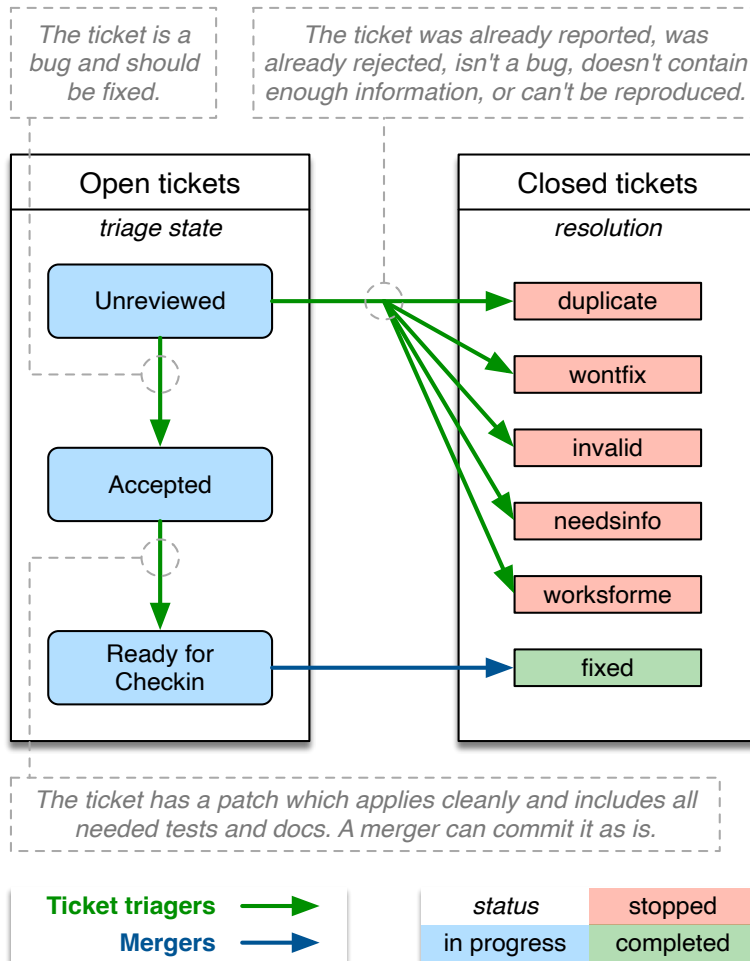 The ticket is a
bug and should
be fixed.
The ticket was already reported, was
already rejected, isn't a bug, doesn't contain
enough information, or can't be reproduced.
Open tickets
triage state
Unreviewed
Accepted
Ready for
Checkin
Closed tickets
resolution
duplicate
wontfix
invalid
needsinfo
worksforme
fixed
The ticket has a patch which applies cleanly and includes all
needed tests and docs. A merger can commit it as is.
Ticket triagers
Mergers
status
stopped
in progress
completed